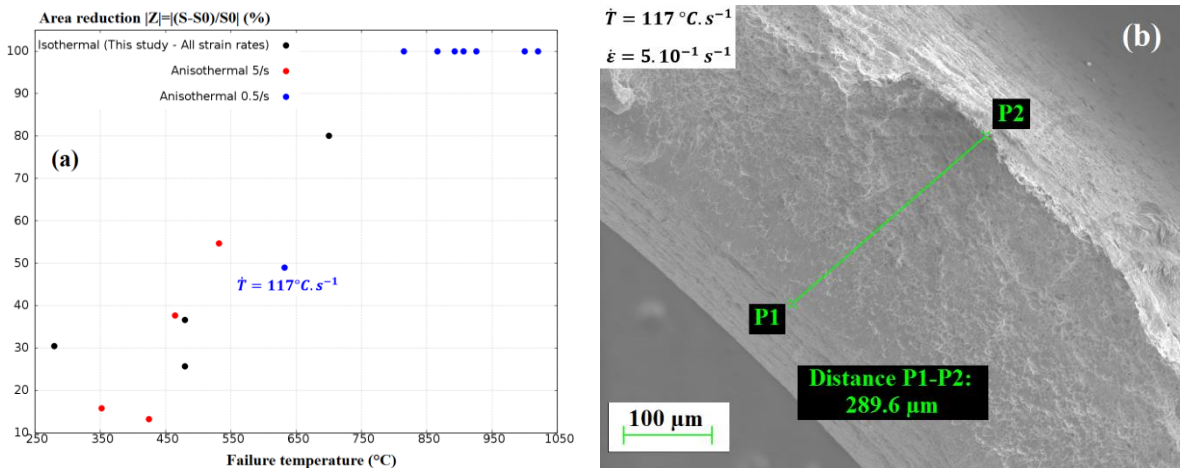 Area reduction |Z|=|(S-S0)/S0| (%)
100
90
80
70
60
50
40
30
20
10
Isothermal (This study - All strain rates)
Anisothermal 5/s
Anisothermal 0.5/s
(a)
Ṫ = 117°C.s⁻¹
250 350 450 550 650 750 850 950 1050
Failure temperature (°C)
Ṫ = 117 °C.s⁻¹
ε̇ = 5.10⁻¹ s⁻¹
(b)
P2
P1
Distance P1-P2:
289.6 µm
100 µm